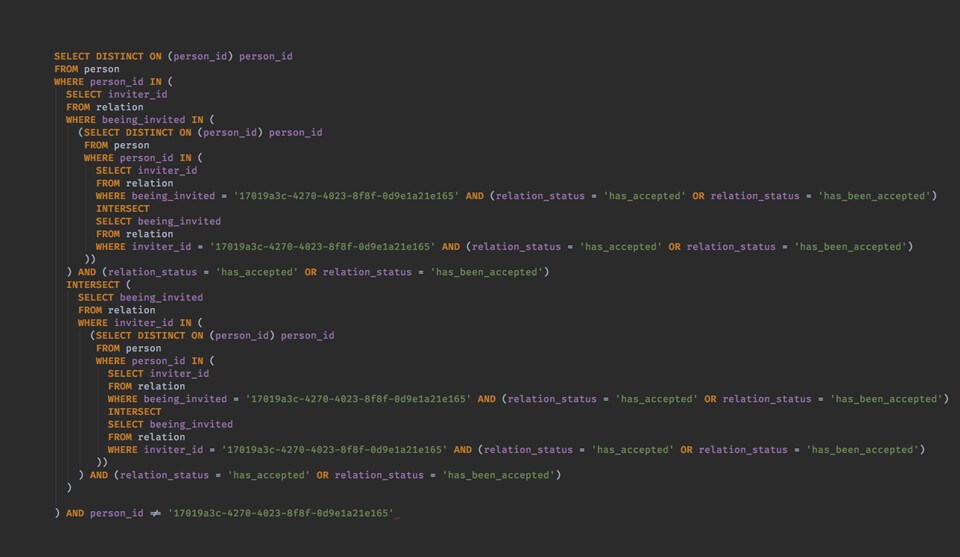 SELECT DISTINCT ON (person_id) person_id
FROM person
WHERE person_id IN (
SELECT inviter_id
FROM relation
WHERE beeing_invited IN (
(SELECT DISTINCT ON (person_id) person_id
FROM person
WHERE person_id IN (
SELECT inviter_id
FROM relation
WHERE beeing_invited = '17019a3c-4270-4023-8f8f-0d9e1a21e165' AND (relation_status = 'has_accepted' OR relation_status = 'has_been_accepted')
INTERSECT
SELECT beeing_invited
FROM relation
WHERE inviter_id = '17019a3c-4270-4023-8f8f-0d9e1a21e165' AND (relation_status = 'has_accepted' OR relation_status = 'has_been_accepted')
))
) AND (relation_status = 'has_accepted' OR relation_status = 'has_been_accepted')
INTERSECT (
SELECT beeing_invited
FROM relation
WHERE inviter_id IN (
(SELECT DISTINCT ON (person_id) person_id
FROM person
WHERE person_id IN (
SELECT inviter_id
FROM relation
WHERE beeing_invited = '17019a3c-4270-4023-8f8f-0d9e1a21e165' AND (relation_status = 'has_accepted' OR relation_status = 'has_been_accepted')
INTERSECT
SELECT beeing_invited
FROM relation
WHERE inviter_id = '17019a3c-4270-4023-8f8f-0d9e1a21e165' AND (relation_status = 'has_accepted' OR relation_status = 'has_been_accepted')
))
) AND (relation_status = 'has_accepted' OR relation_status = 'has_been_accepted')
)
) AND person_id ≠ '17019a3c-4270-4023-8f8f-0d9e1a21e165'